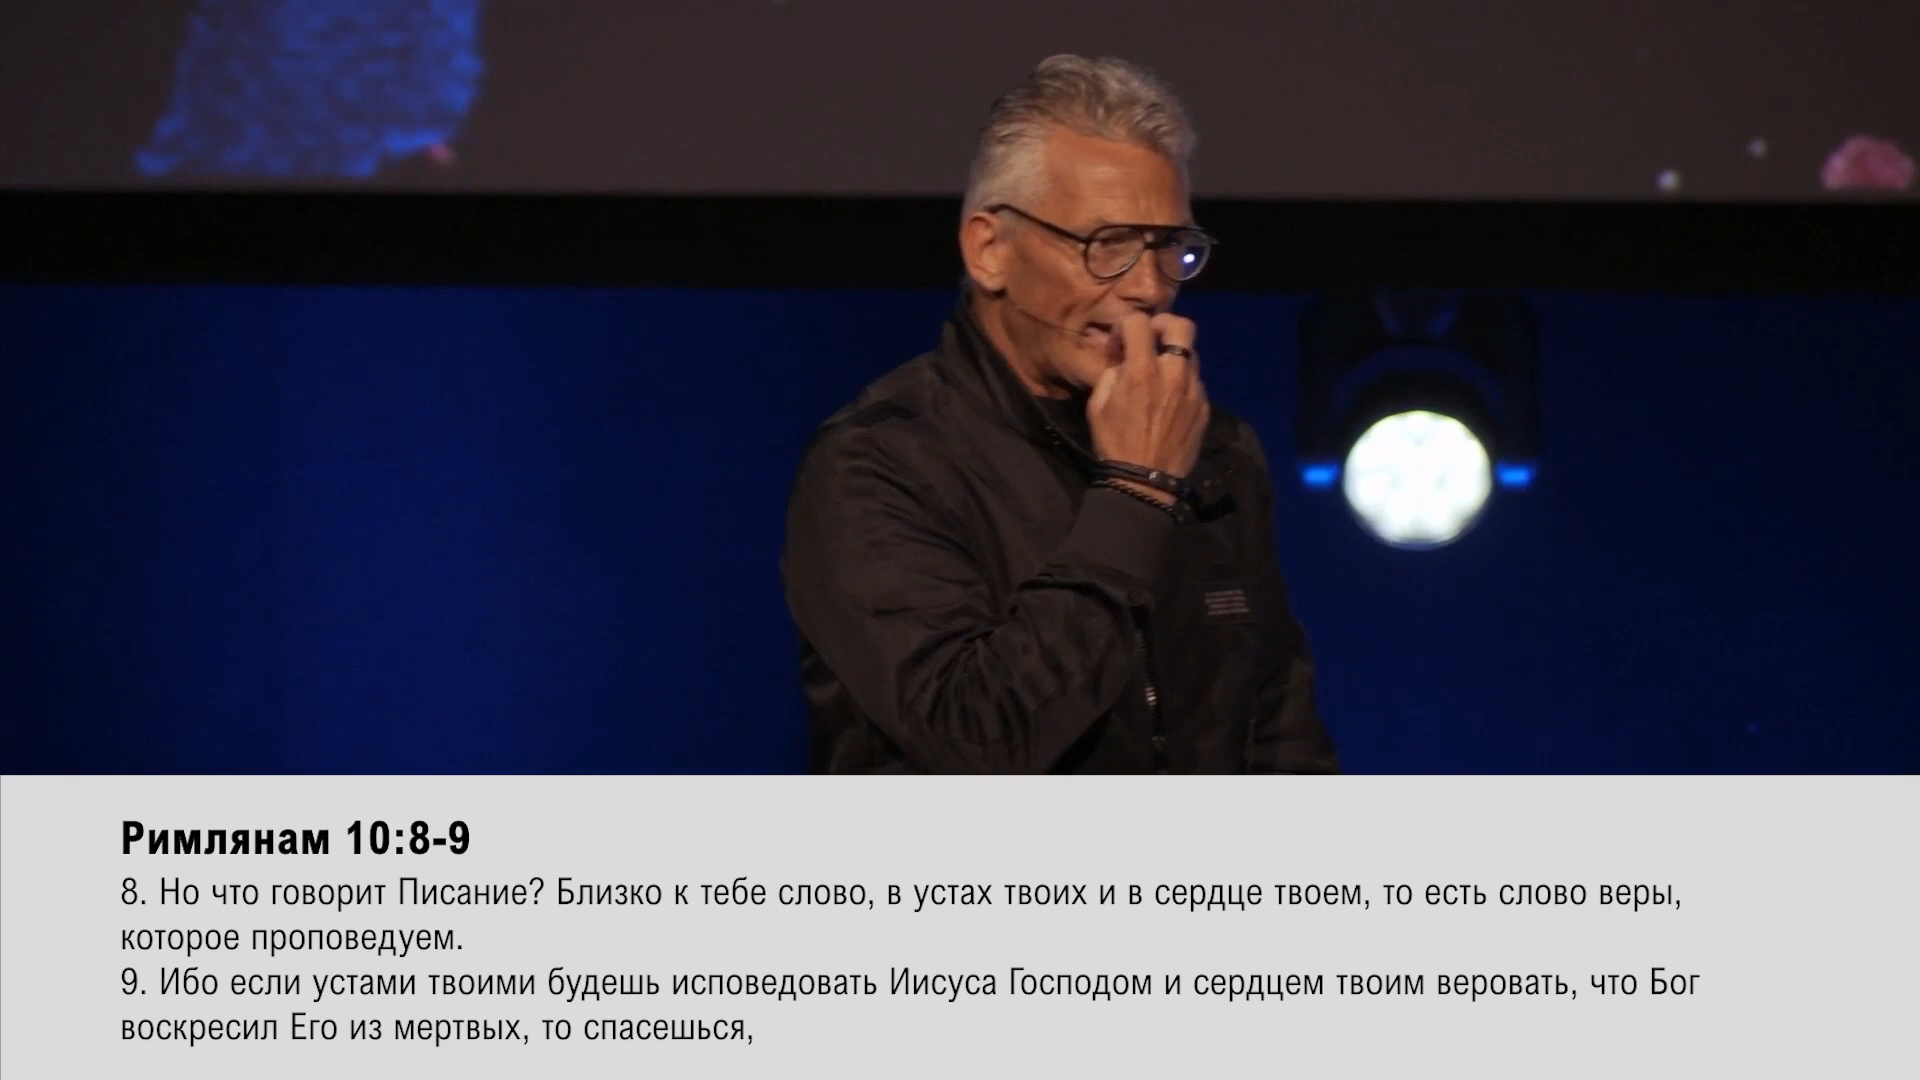 Римлянам 10:8-9
8. Но что говорит Писание? Близко к тебе слово, в устах твоих и в сердце твоем, то есть слово веры,
которое проповедуем.
9. Ибо если устами твоими будешь исповедовать Иисуса Господом и сердцем твоим веровать, что Бог
воскресил Его из мертвых, то спасешься,